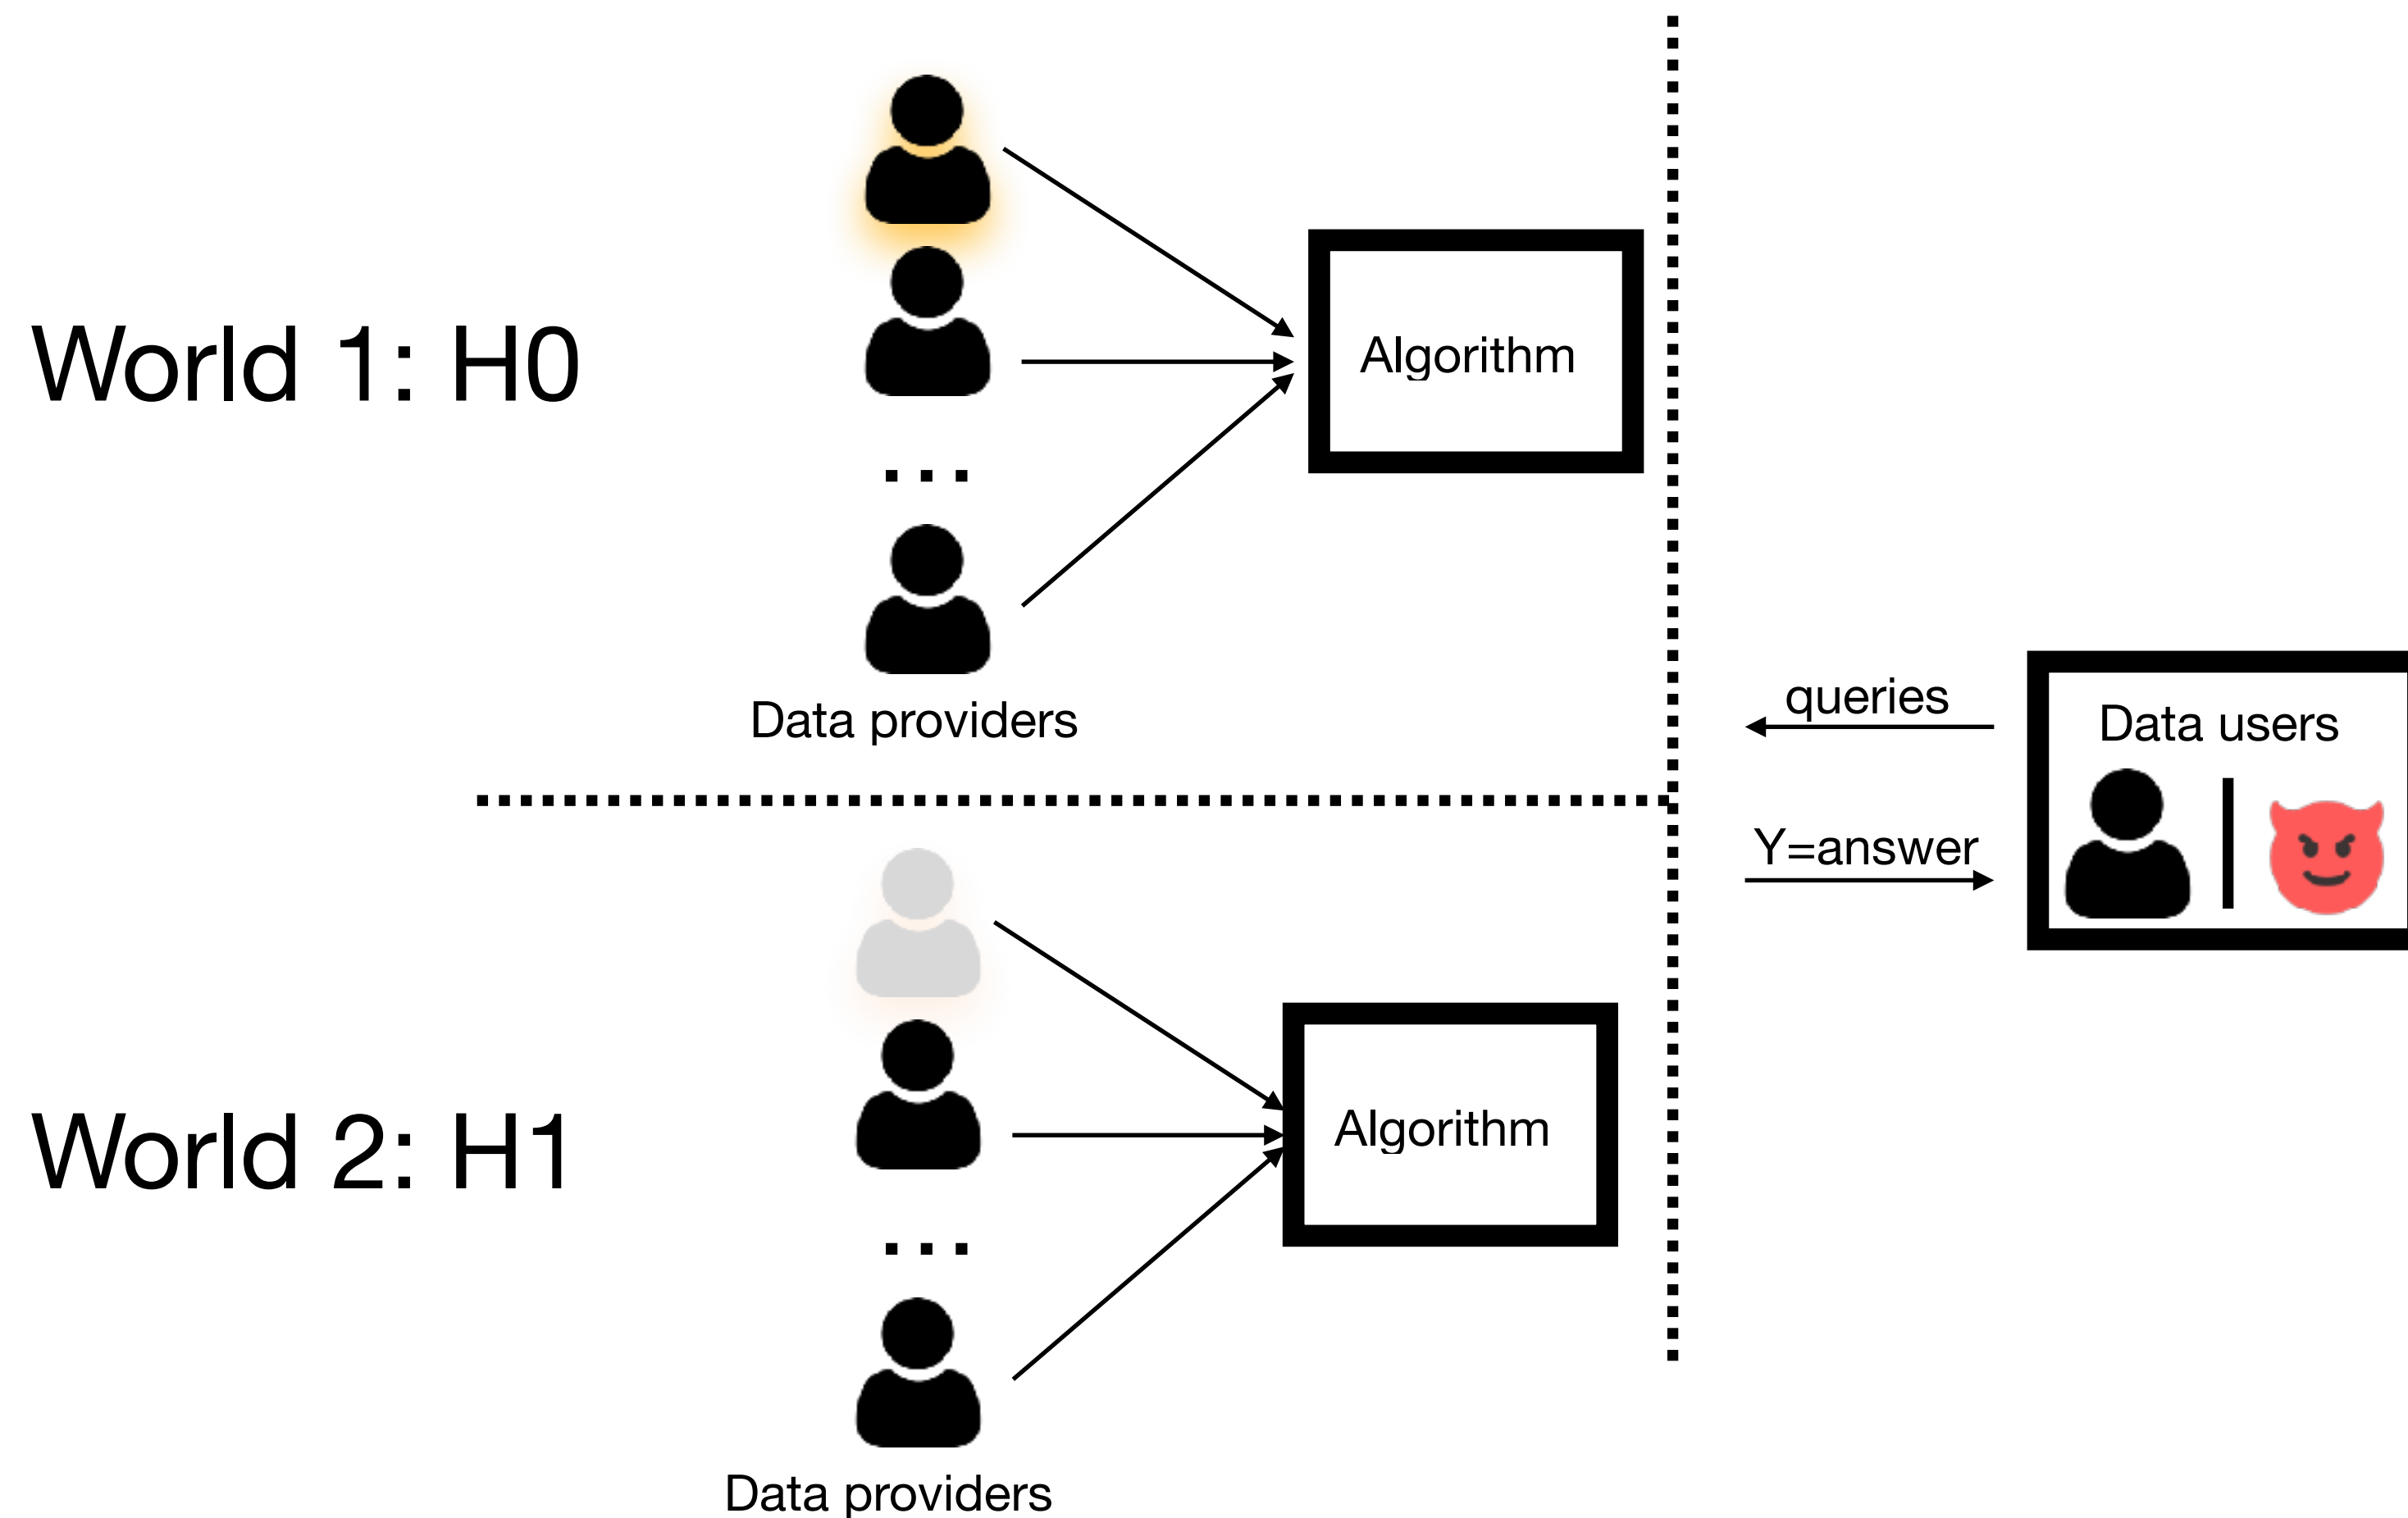 World 1: H0
Algorithm
...
Data providers
queries
Data users
Y=answer
World 2: H1
Algorithm
...
Data providers